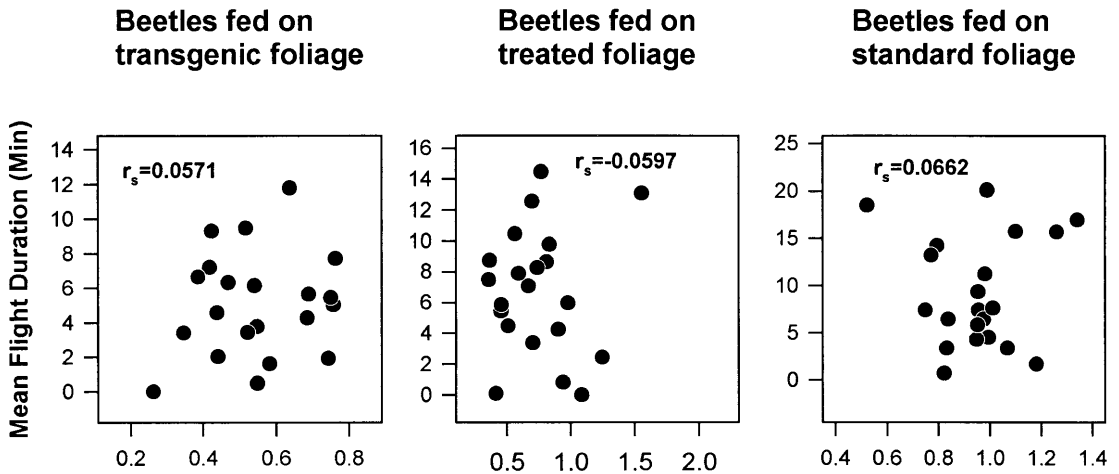 Beetles fed on
transgenic foliage
Beetles fed on
treated foliage
Beetles fed on
standard foliage
Mean Flight Duration (Min)
14
12
10
8
6
4
2
0
rs=0.0571
0.2 0.4 0.6 0.8
16
14
12
10
8
6
4
2
0
rs=-0.0597
0.5 1.0 1.5 2.0
25
20
15
10
5
0
rs=0.0662
0.4 0.6 0.8 1.0 1.2 1.4